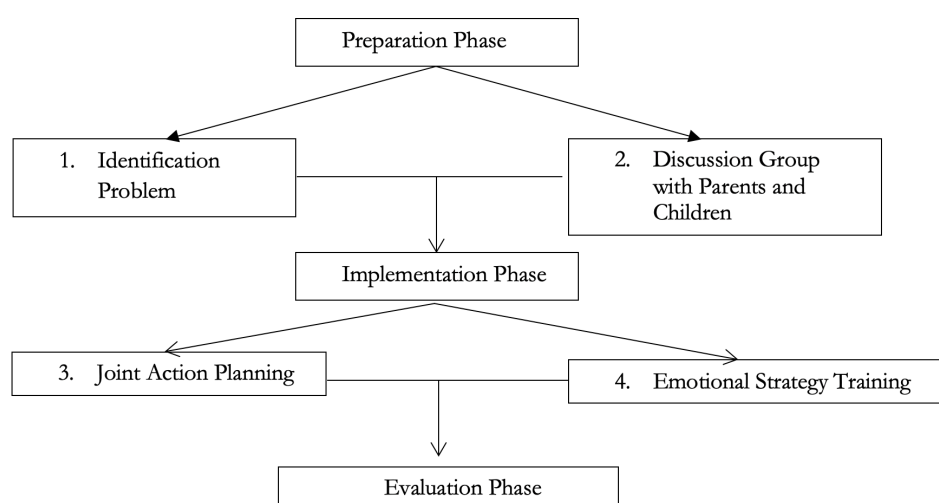 Preparation Phase
1. Identification
Problem
2. Discussion Group
with Parents and
Children
Implementation Phase
3. Joint Action Planning
4. Emotional Strategy Training
Evaluation Phase